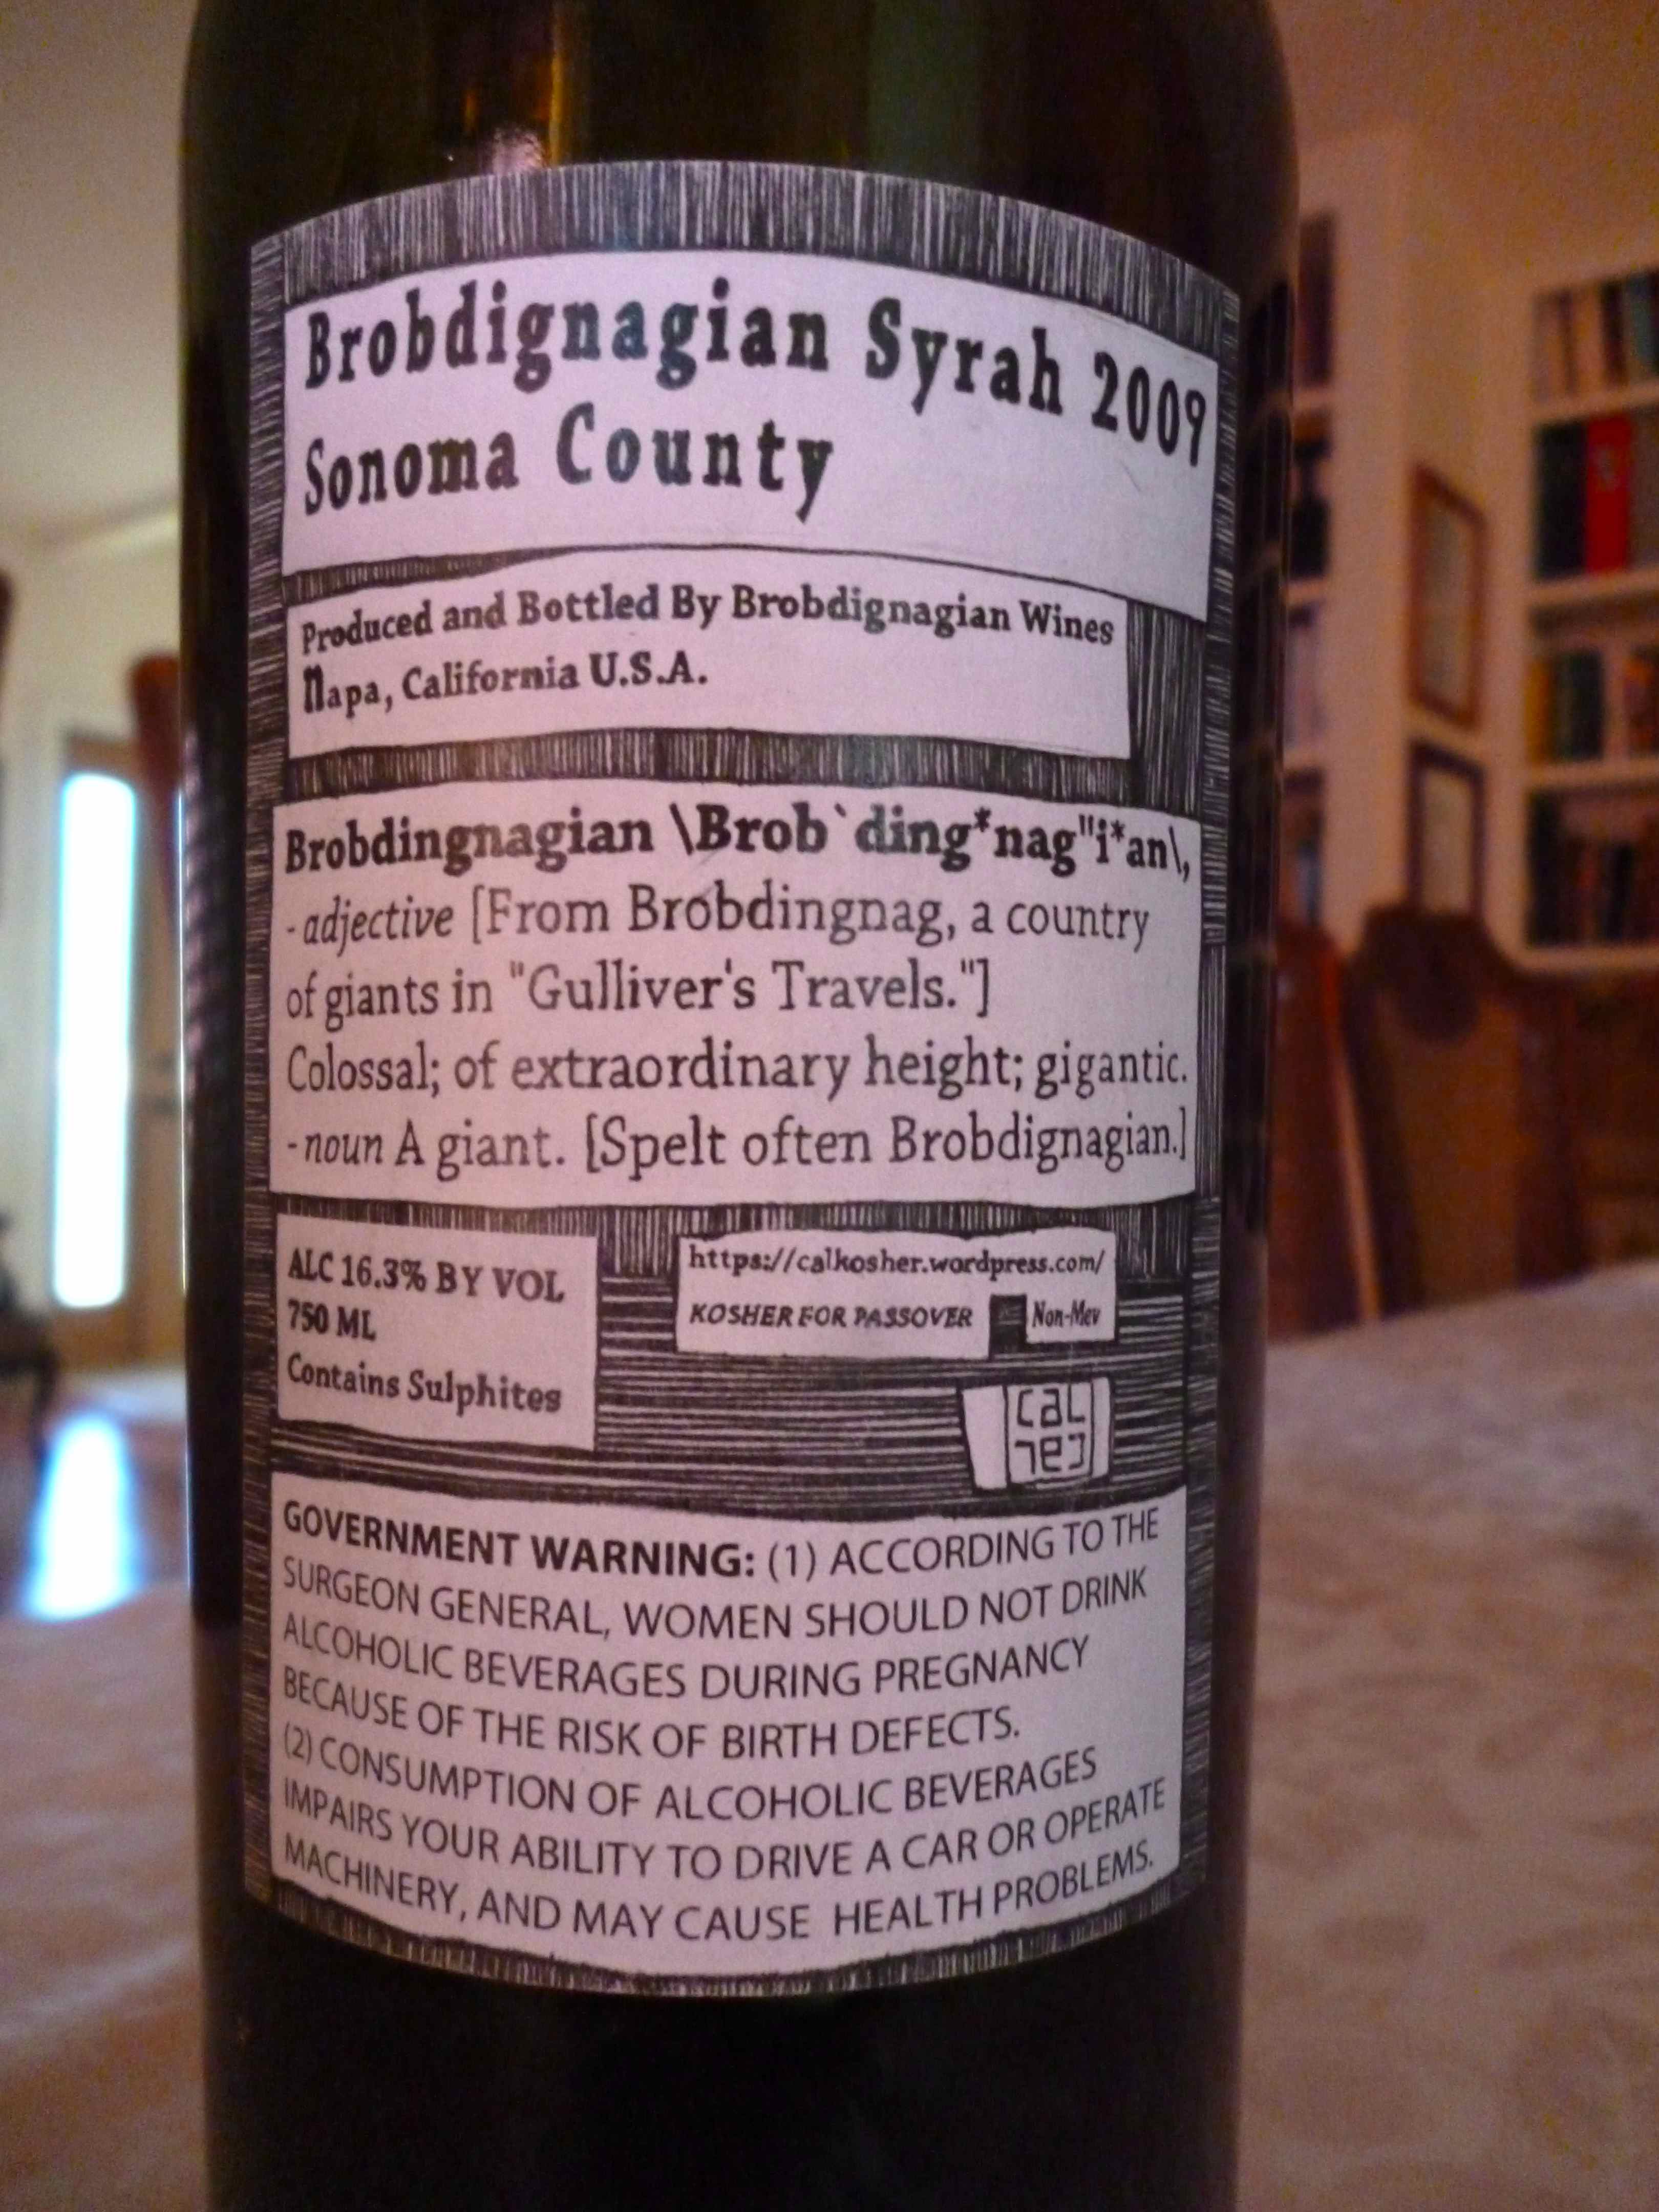 Brobdignagian Syrah 2009
Sonoma County
Produced and Bottled By Brobdignagian Wines
Napa, California U.S.A.
Brobdingnagian \Brob`ding*nag"i*an\,
- adjective [From Brobdingnag, a country
of giants in "Gulliver's Travels."]
Colossal; of extraordinary height; gigantic.
- noun A giant. [Spelt often Brobdignagian.]
ALC 16.3% BY VOL
750 ML
Contains Sulphites
https://calkosher.wordpress.com/
KOSHER FOR PASSOVER Non-Mev
CaL
GOVERNMENT WARNING: (1) ACCORDING TO THE
SURGEON GENERAL, WOMEN SHOULD NOT DRINK
ALCOHOLIC BEVERAGES DURING PREGNANCY
BECAUSE OF THE RISK OF BIRTH DEFECTS.
(2) CONSUMPTION OF ALCOHOLIC BEVERAGES
IMPAIRS YOUR ABILITY TO DRIVE A CAR OR OPERATE
MACHINERY, AND MAY CAUSE HEALTH PROBLEMS.